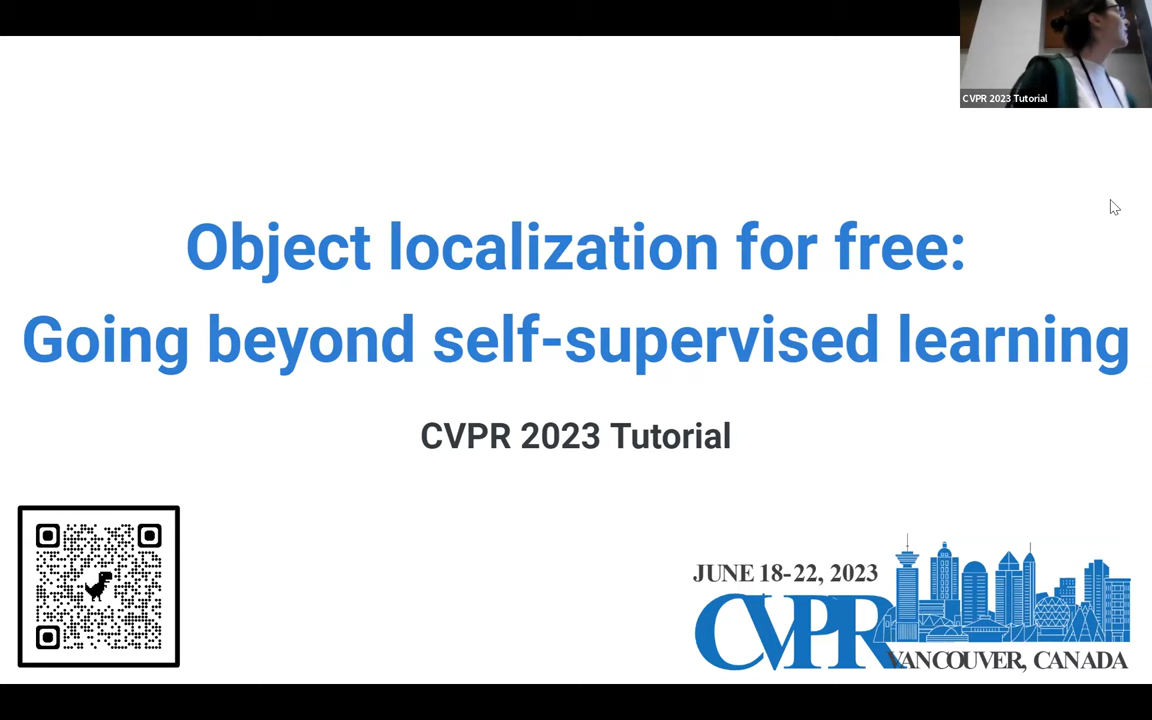 CVPR 2023 Tutorial
Object localization for free:
Going beyond self-supervised learning
CVPR 2023 Tutorial
JUNE 18-22, 2023
CVPR
VANCOUVER, CANADA